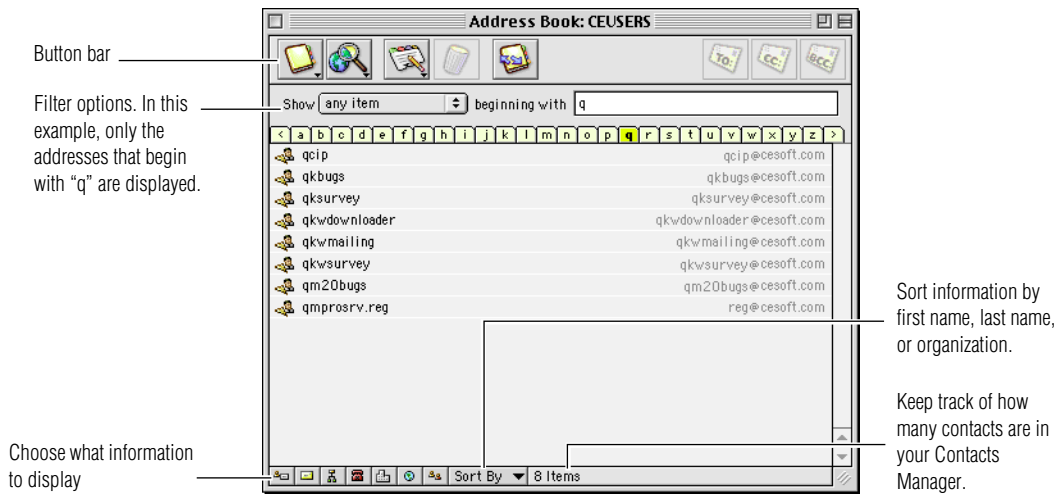 Address Book: CEUSERS
Button bar
TO:
CC:
BCC:
Filter options. In this
example, only the
addresses that begin
with “q” are displayed.
Show any item beginning with q
< a b c d e f g h i j k l m n o p q r s t u v w x y z >
qcip qcip@cesoft.com
qkbugs qkbugs@cesoft.com
qksurvey qksurvey@cesoft.com
qkwdownloader qkwdownloader@cesoft.com
qkwmailing qkwmailing@cesoft.com
qkwsurvey qkwsurvey@cesoft.com
qm20bugs qm20bugs@cesoft.com
qmprosrv.reg reg@cesoft.com
Sort information by
first name, last name,
or organization.
Keep track of how
many contacts are in
your Contacts
Manager.
Choose what information
to display
Sort By 8 Items